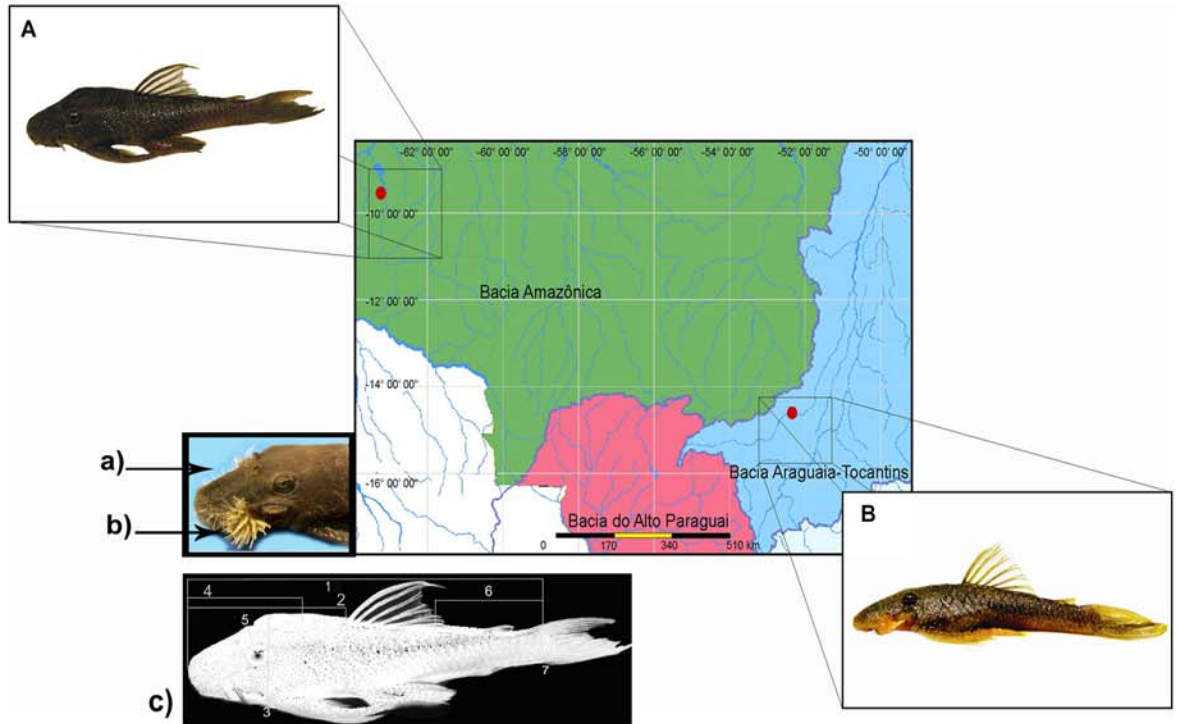 A
-62° 00' 00" -60° 00' 00" -58° 00' 00" -56° 00' 00" -54° 00' 00" -52° 00' 00" -50° 00' 00"
-10° 00' 00"
Bacia Amazônica
-12° 00' 00"
-14° 00' 00"
a)
Bacia Araguaia-Tocantins
-16° 00' 00"
b)
Bacia do Alto Paraguai
0 170 340 510 km
B
1
4
2
6
5
7
3
c)